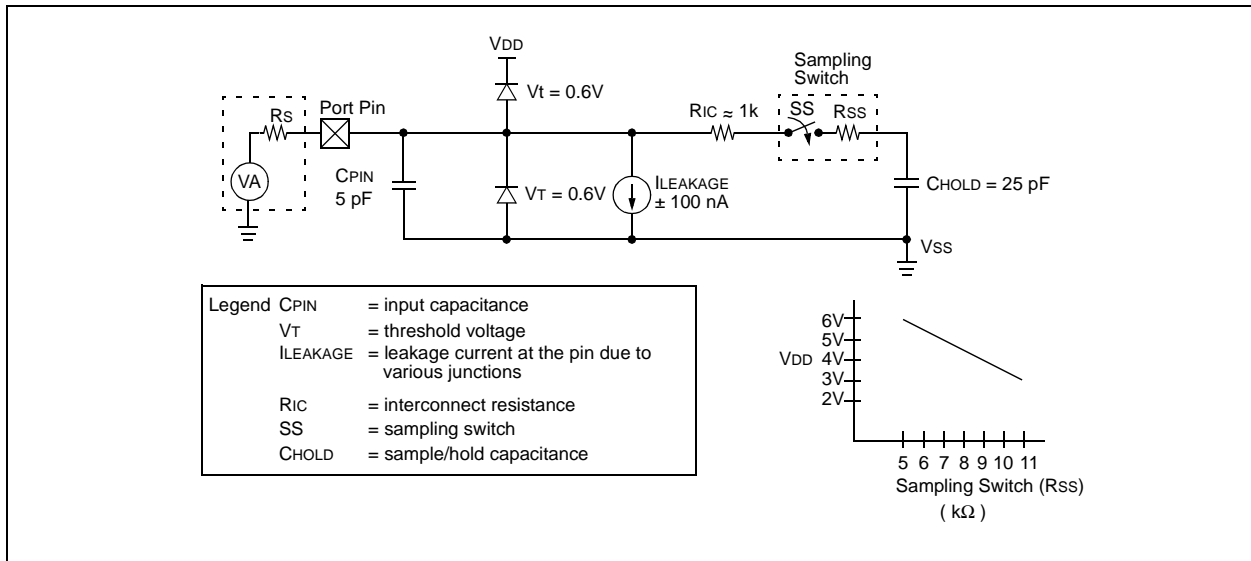 VDD
Sampling
Switch
Vt = 0.6V
RS
Port Pin
RIC ≈ 1k
SS
RSS
VA
CPIN
5 pF
VT = 0.6V
ILEAKAGE
± 100 nA
CHOLD = 25 pF
VSS
Legend CPIN = input capacitance
VT = threshold voltage
ILEAKAGE = leakage current at the pin due to
various junctions
RIC = interconnect resistance
SS = sampling switch
CHOLD = sample/hold capacitance
6V
5V
VDD 4V
3V
2V
5 6 7 8 9 10 11
Sampling Switch (RSS)
( kΩ )